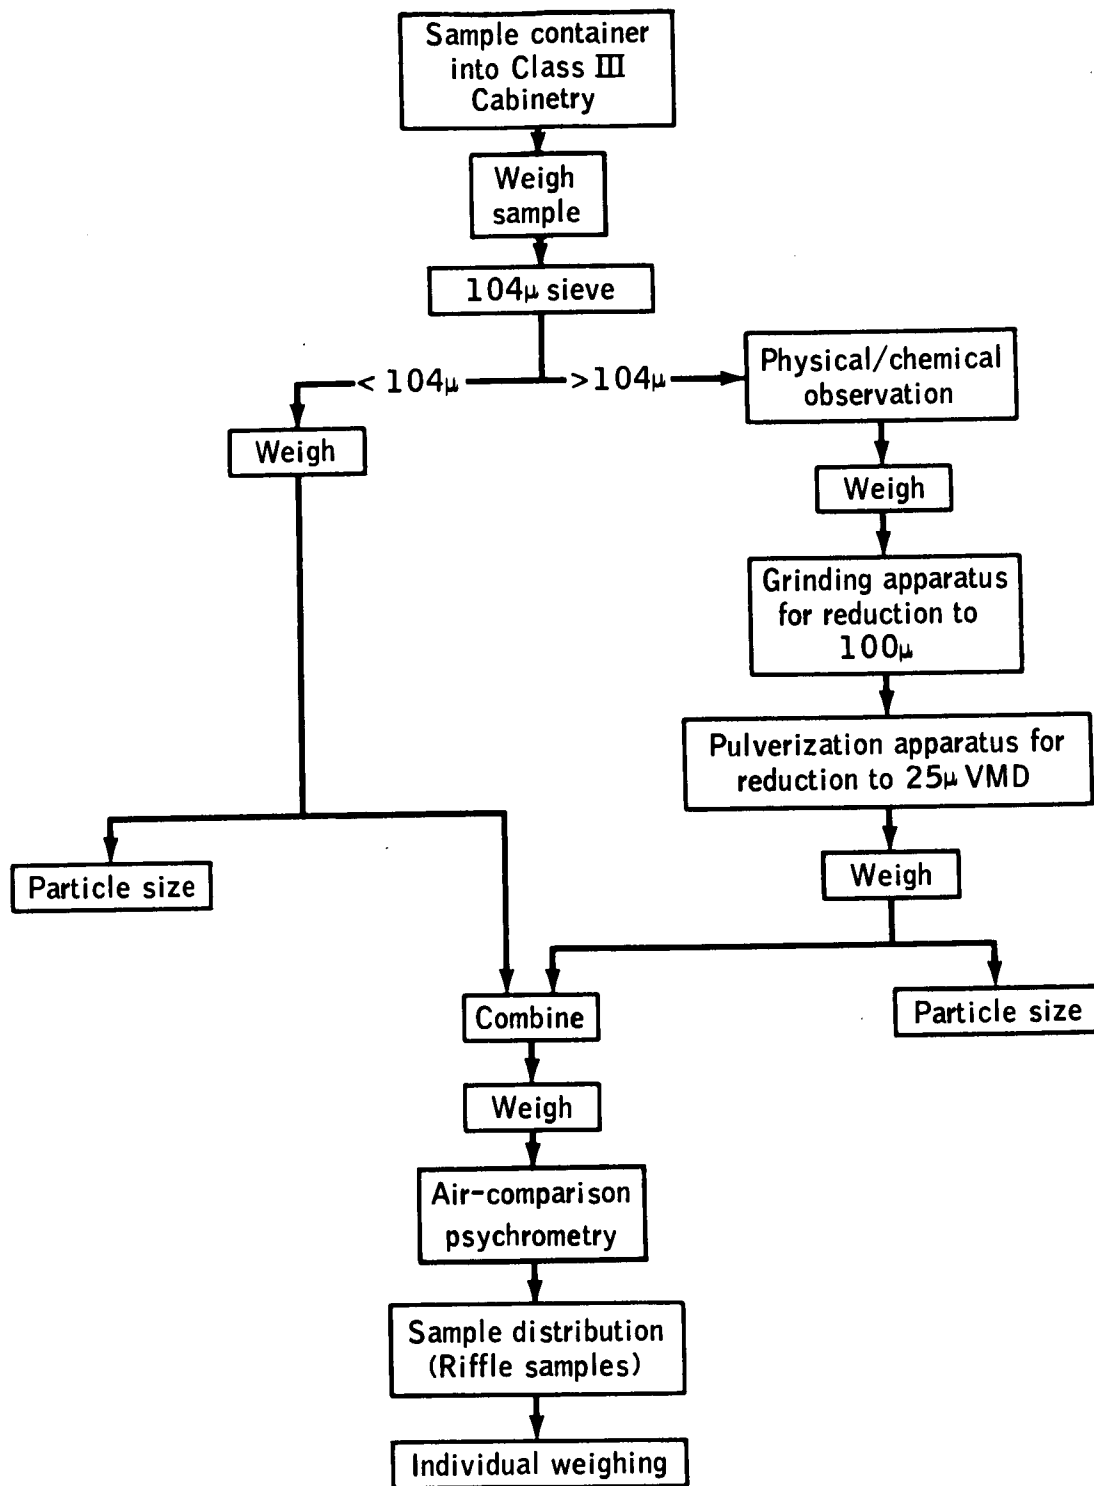 Sample container
into Class III
Cabinetry
Weigh
sample
104μ sieve
< 104μ
>104μ
Physical/chemical
observation
Weigh
Weigh
Grinding apparatus
for reduction to
100μ
Pulverization apparatus for
reduction to 25μ VMD
Weigh
Particle size
Combine
Particle size
Weigh
Air-comparison
psychrometry
Sample distribution
(Riffle samples)
Individual weighing